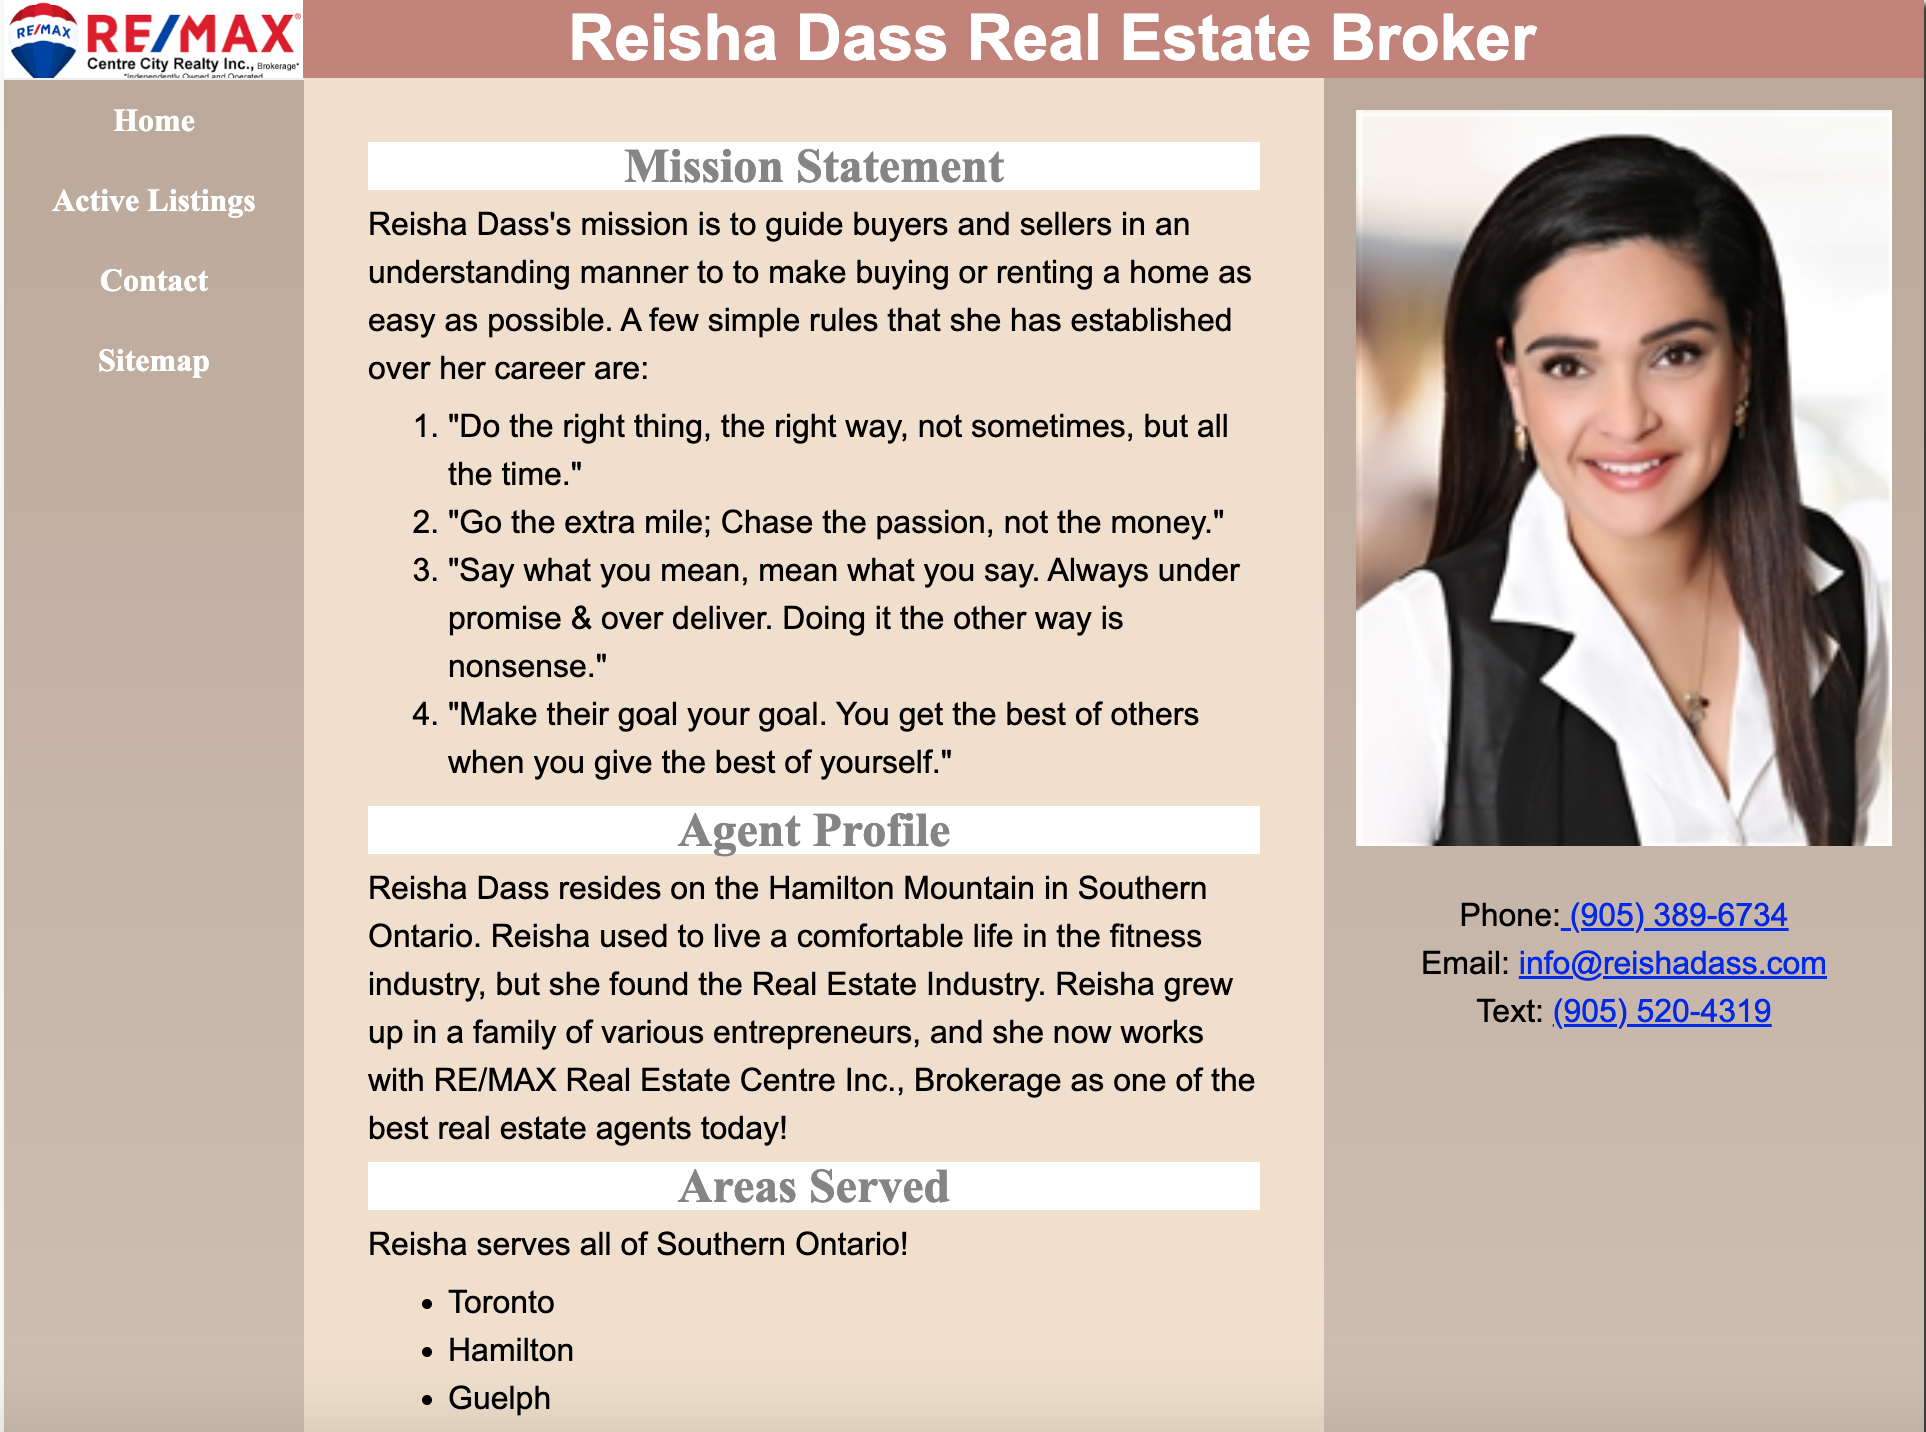 RE/MAX
RE/MAX®
Centre City Realty Inc., Brokerage*
*Independently Owned and Operated
Reisha Dass Real Estate Broker
Home
Active Listings
Contact
Sitemap
Mission Statement
Reisha Dass's mission is to guide buyers and sellers in an
understanding manner to to make buying or renting a home as
easy as possible. A few simple rules that she has established
over her career are:
1. "Do the right thing, the right way, not sometimes, but all
the time."
2. "Go the extra mile; Chase the passion, not the money."
3. "Say what you mean, mean what you say. Always under
promise & over deliver. Doing it the other way is
nonsense."
4. "Make their goal your goal. You get the best of others
when you give the best of yourself."
Agent Profile
Reisha Dass resides on the Hamilton Mountain in Southern
Ontario. Reisha used to live a comfortable life in the fitness
industry, but she found the Real Estate Industry. Reisha grew
up in a family of various entrepreneurs, and she now works
with RE/MAX Real Estate Centre Inc., Brokerage as one of the
best real estate agents today!
Areas Served
Reisha serves all of Southern Ontario!
• Toronto
• Hamilton
• Guelph
Phone: (905) 389-6734
Email: info@reishadass.com
Text: (905) 520-4319